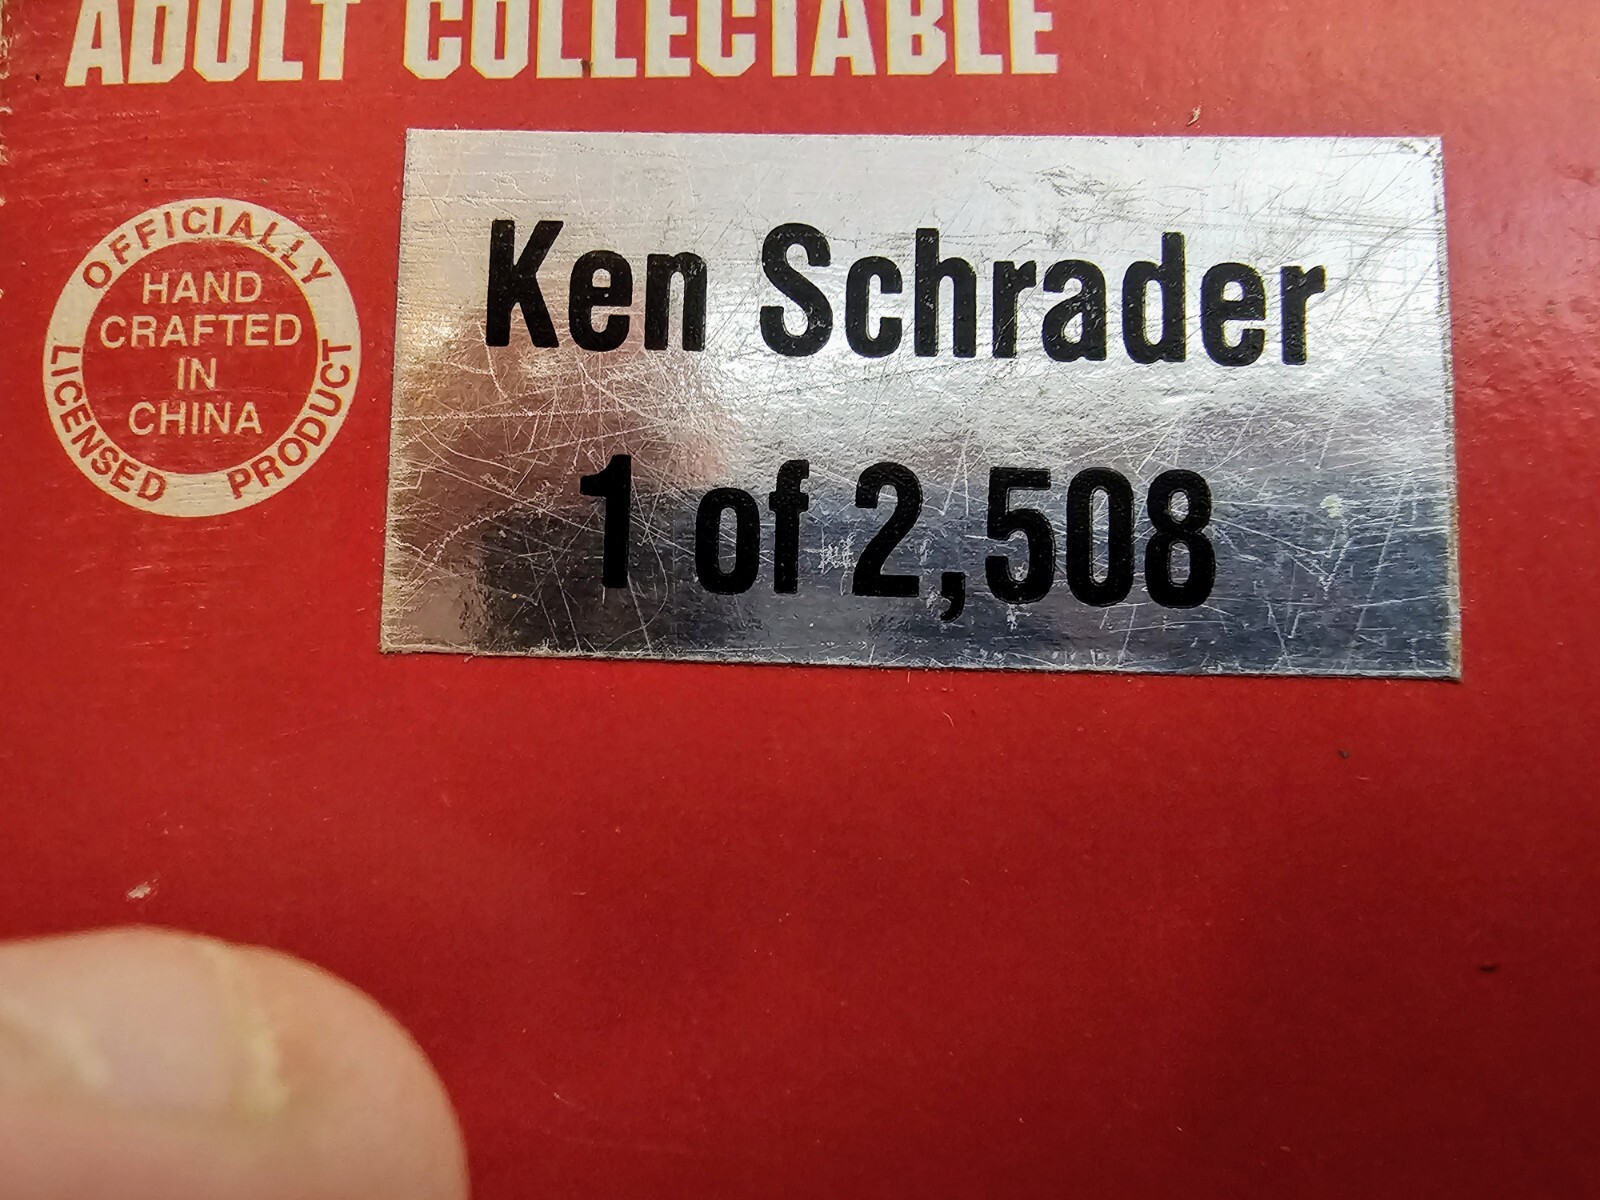 ADULT COLLECTABLE
OFFICIALLY
LICENSED PRODUCT
HAND
CRAFTED
IN
CHINA
Ken Schrader
1 of 2,508